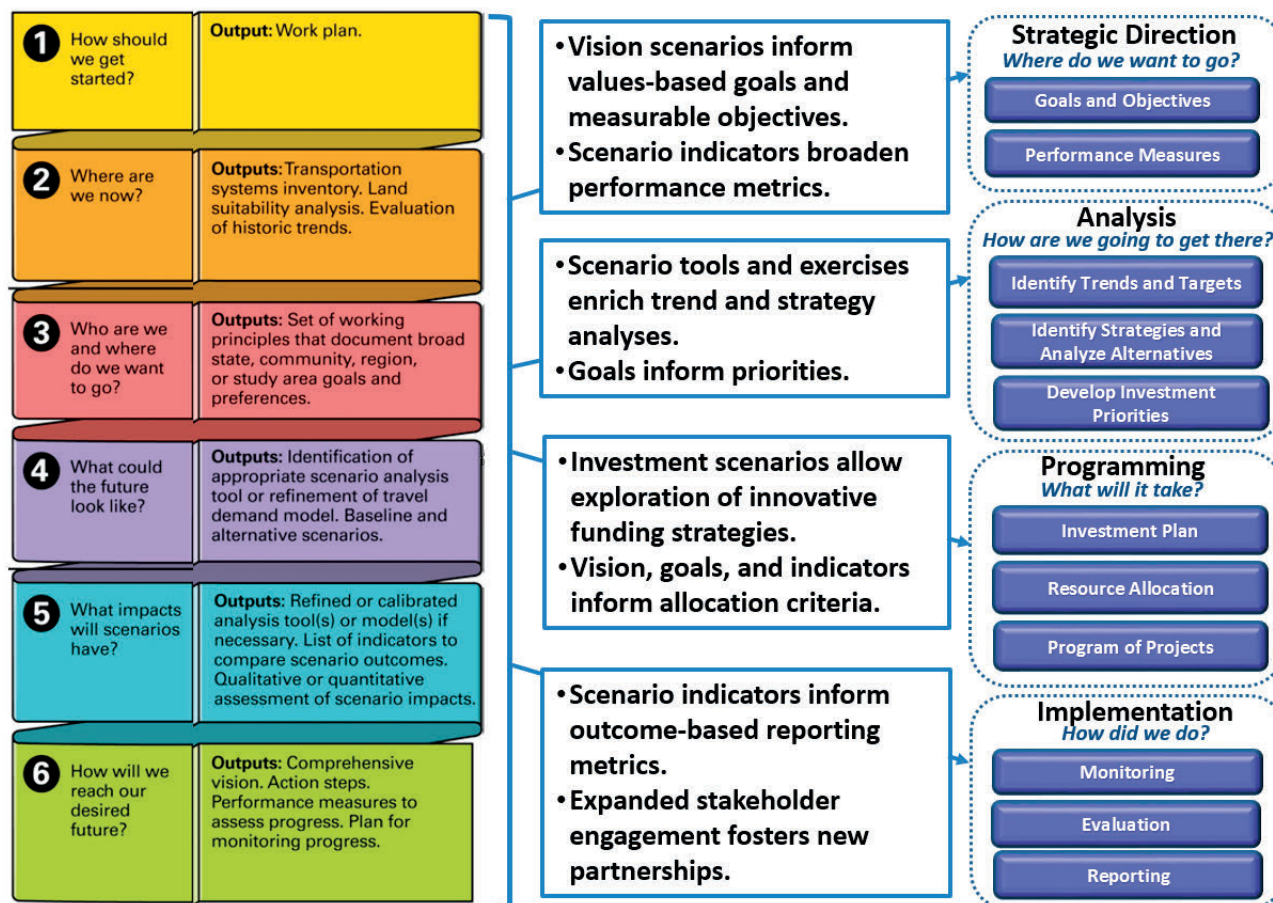 1
How should
we get
started?
Output: Work plan.
2
Where are
we now?
Outputs: Transportation
systems inventory. Land
suitability analysis. Evaluation
of historic trends.
3
Who are we
and where
do we want
to go?
Outputs: Set of working
principles that document broad
state, community, region,
or study area goals and
preferences.
4
What could
the future
look like?
Outputs: Identification of
appropriate scenario analysis
tool or refinement of travel
demand model. Baseline and
alternative scenarios.
5
What impacts
will scenarios
have?
Outputs: Refined or calibrated
analysis tool(s) or model(s) if
necessary. List of indicators to
compare scenario outcomes.
Qualitative or quantitative
assessment of scenario impacts.
6
How will we
reach our
desired
future?
Outputs: Comprehensive
vision. Action steps.
Performance measures to
assess progress. Plan for
monitoring progress.
• Vision scenarios inform
values-based goals and
measurable objectives.
• Scenario indicators broaden
performance metrics.
• Scenario tools and exercises
enrich trend and strategy
analyses.
• Goals inform priorities.
• Investment scenarios allow
exploration of innovative
funding strategies.
• Vision, goals, and indicators
inform allocation criteria.
• Scenario indicators inform
outcome-based reporting
metrics.
• Expanded stakeholder
engagement fosters new
partnerships.
Strategic Direction
Where do we want to go?
Goals and Objectives
Performance Measures
Analysis
How are we going to get there?
Identify Trends and Targets
Identify Strategies and
Analyze Alternatives
Develop Investment
Priorities
Programming
What will it take?
Investment Plan
Resource Allocation
Program of Projects
Implementation
How did we do?
Monitoring
Evaluation
Reporting